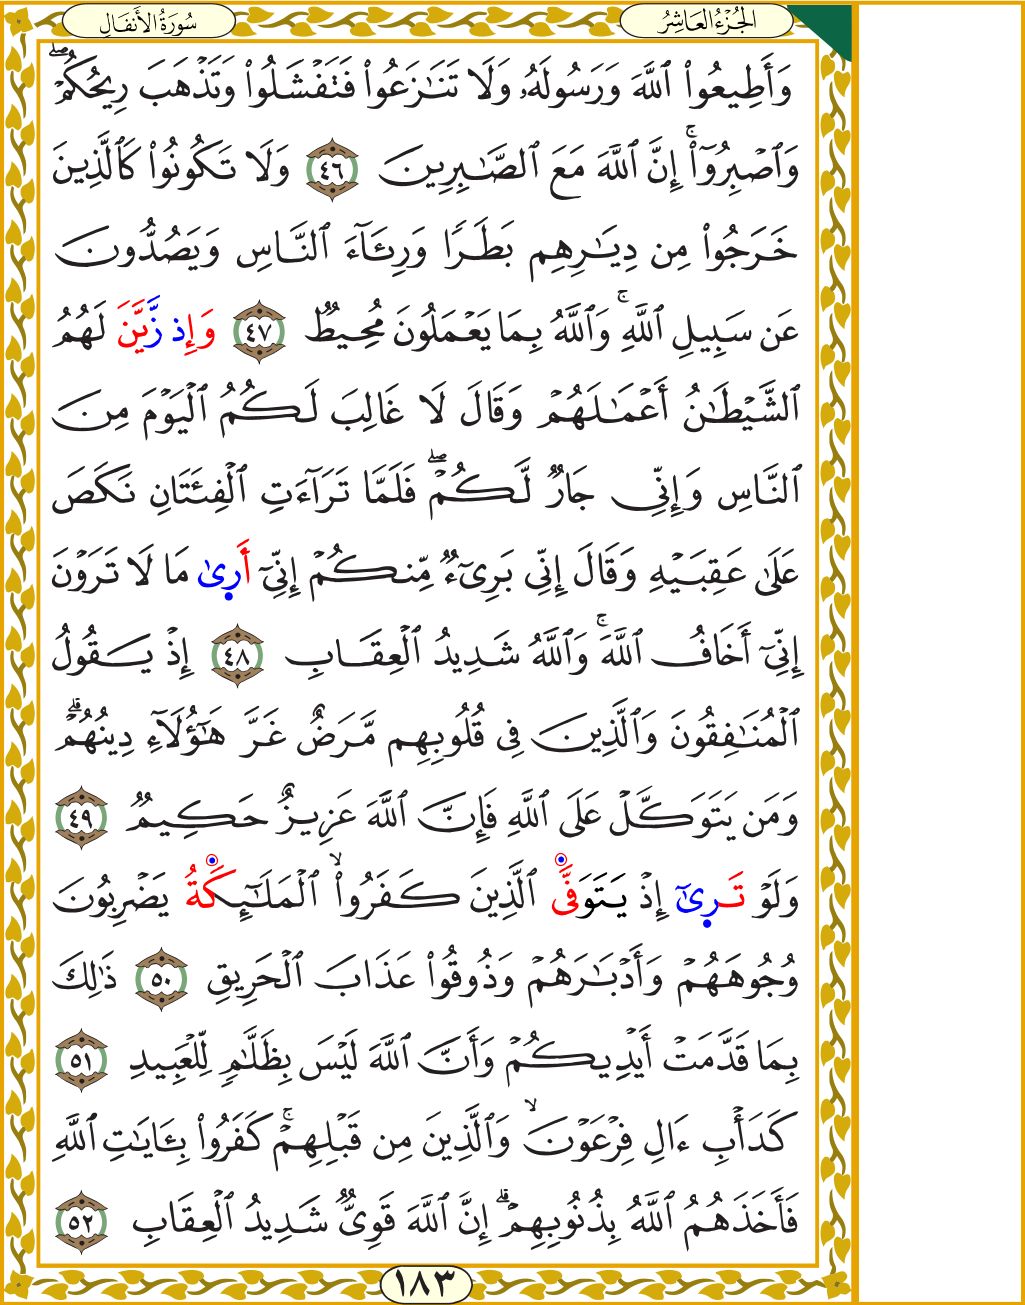 الجُزْءُ العَاشِرُ
سُورَةُ الأَنفَالِ
وَأَطِيعُوا۟ ٱللَّهَ وَرَسُولَهُۥ وَلَا تَنَـٰزَعُوا۟ فَتَفْشَلُوا۟ وَتَذْهَبَ رِيحُكُمْۖ
وَٱصْبِرُوٓا۟ۚ إِنَّ ٱللَّهَ مَعَ ٱلصَّـٰبِرِينَ ٤٦ وَلَا تَكُونُوا۟ كَٱلَّذِينَ
خَرَجُوا۟ مِن دِيَـٰرِهِم بَطَرًا وَرِئَآءَ ٱلنَّاسِ وَيَصُدُّونَ
عَن سَبِيلِ ٱللَّهِۚ وَٱللَّهُ بِمَا يَعْمَلُونَ مُحِيطٌ ٤٧ وَإِذ زَّيَّنَ لَهُمُ
ٱلشَّيْطَـٰنُ أَعْمَـٰلَهُمْ وَقَالَ لَا غَالِبَ لَكُمُ ٱلْيَوْمَ مِنَ
ٱلنَّاسِ وَإِنِّى جَارٌ لَّكُمْۖ فَلَمَّا تَرَآءَتِ ٱلْفِئَتَانِ نَكَصَ
عَلَىٰ عَقِبَيْهِ وَقَالَ إِنِّى بَرِىٓءٌ مِّنكُمْ إِنِّىٓ أَرِىٰ مَا لَا تَرَوْنَ
إِنِّىٓ أَخَافُ ٱللَّهَۚ وَٱللَّهُ شَدِيدُ ٱلْعِقَابِ ٤٨ إِذْ يَقُولُ
ٱلْمُنَـٰفِقُونَ وَٱلَّذِينَ فِى قُلُوبِهِم مَّرَضٌ غَرَّ هَـٰٓؤُلَآءِ دِينُهُمْۗ
وَمَن يَتَوَكَّلْ عَلَى ٱللَّهِ فَإِنَّ ٱللَّهَ عَزِيزٌ حَكِيمٌ ٤٩
وَلَوْ تَرِىٰٓ إِذْ يَتَوَفَّى ٱلَّذِينَ كَفَرُوا۟ۙ ٱلْمَلَـٰٓئِكَةُ يَضْرِبُونَ
وُجُوهَهُمْ وَأَدْبَـٰرَهُمْ وَذُوقُوا۟ عَذَابَ ٱلْحَرِيقِ ٥٠ ذَٰلِكَ
بِمَا قَدَّمَتْ أَيْدِيكُمْ وَأَنَّ ٱللَّهَ لَيْسَ بِظَلَّـٰمٍ لِّلْعَبِيدِ ٥١
كَدَأْبِ ءَالِ فِرْعَوْنَۙ وَٱلَّذِينَ مِن قَبْلِهِمْۚ كَفَرُوا۟ بِـَٔايَـٰتِ ٱللَّهِ
فَأَخَذَهُمُ ٱللَّهُ بِذُنُوبِهِمْۗ إِنَّ ٱللَّهَ قَوِىٌّ شَدِيدُ ٱلْعِقَابِ ٥٢
١٨٣